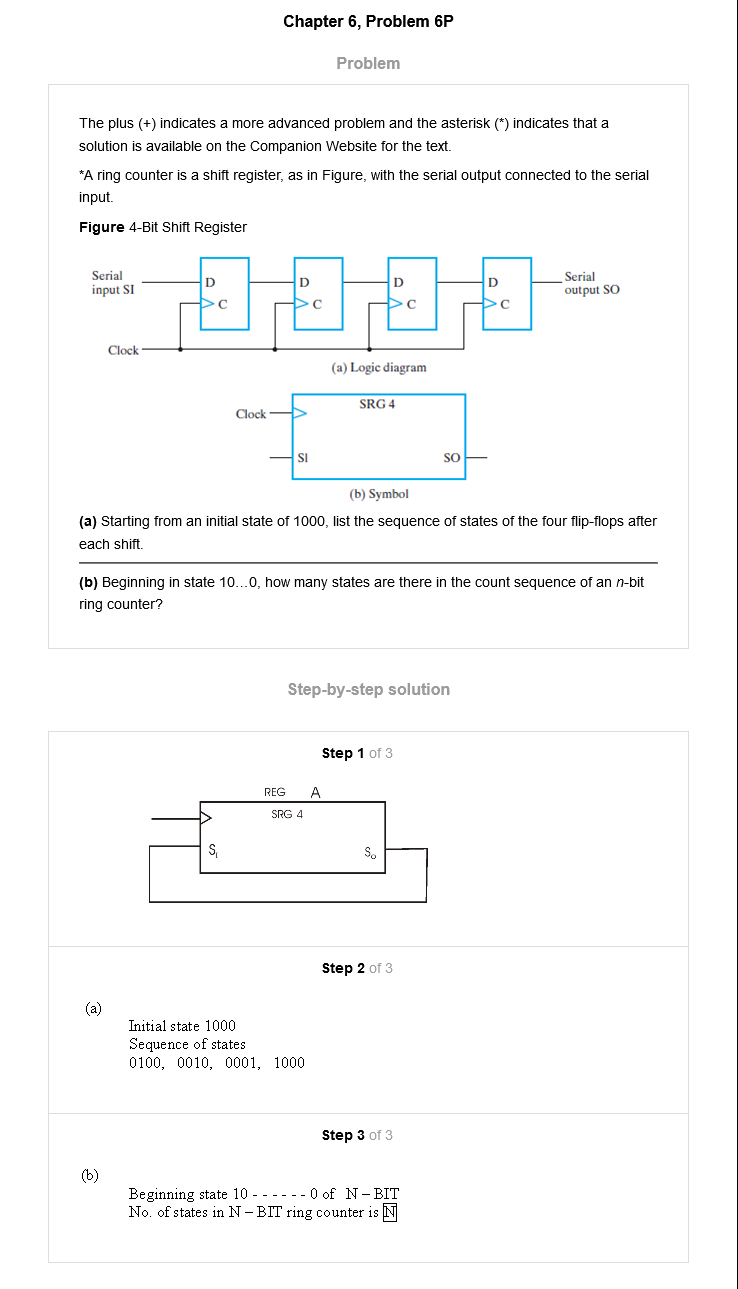 Chapter 6, Problem 6P
Problem
The plus (+) indicates a more advanced problem and the asterisk (*) indicates that a
solution is available on the Companion Website for the text.
*A ring counter is a shift register, as in Figure, with the serial output connected to the serial
input.
Figure 4-Bit Shift Register
Serial
input SI
D
C
D
C
D
C
D
C
Serial
output SO
Clock
(a) Logic diagram
Clock
SRG 4
SI
SO
(b) Symbol
(a) Starting from an initial state of 1000, list the sequence of states of the four flip-flops after
each shift.
(b) Beginning in state 10...0, how many states are there in the count sequence of an n-bit
ring counter?
Step-by-step solution
Step 1 of 3
REG A
SRG 4
Si
So
Step 2 of 3
(a)
Initial state 1000
Sequence of states
0100, 0010, 0001, 1000
Step 3 of 3
(b)
Beginning state 10 - - - - - - 0 of N – BIT
No. of states in N – BIT ring counter is N